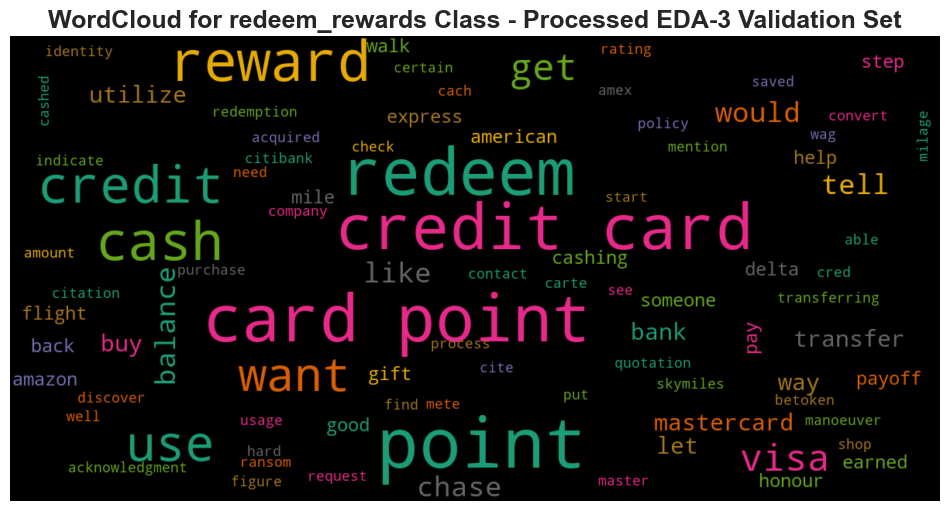 WordCloud for redeem_rewards Class - Processed EDA-3 Validation Set
identity
reward
walk
get
rating
step
certain
cashed
utilize
cach
amex
saved
redemption
express
would
convert
acquired
american
policy
wag
milage
indicate
citibank
check
redeem
mention
help
credit
need
mile
start
tell
company
credit card
cash
able
amount
purchase
like
cashing
contact
delta
cred
balance
carte
see
citation
someone
transferring
flight
card point
bank
pay
transfer
back
buy
process
quotation
amazon
want
gift
cite
skymiles
way
payoff
discover
find
mete
put
betoken
well
usage
good
point
mastercard
manoeuver
use
hard
let
visa
shop
acknowledgment
ransom
earned
figure
request
chase
master
honour